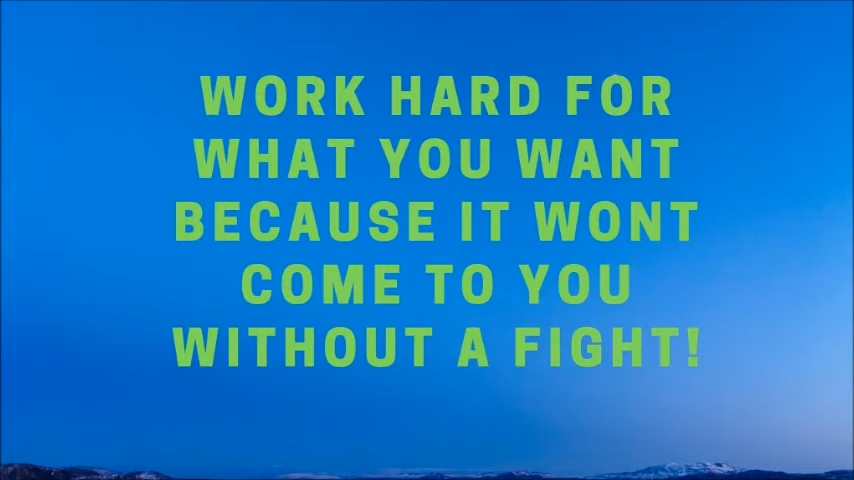 WORK HARD FOR
WHAT YOU WANT
BECAUSE IT WONT
COME TO YOU
WITHOUT A FIGHT!